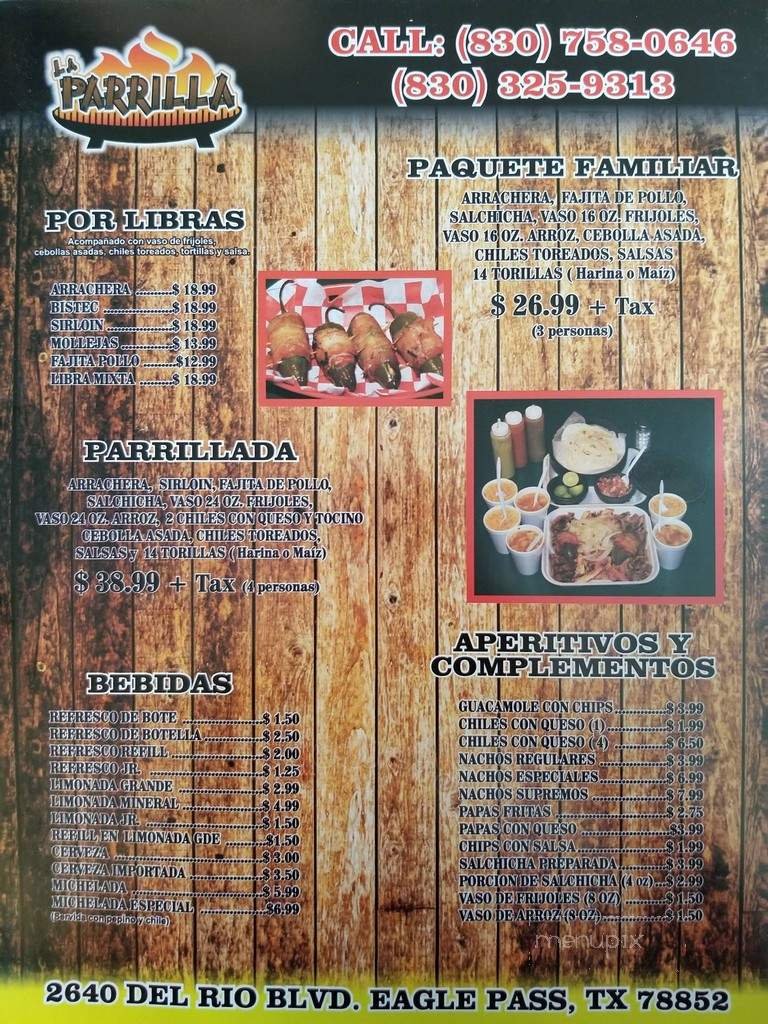 LA
PARRILLA
CALL: (830) 758-0646
(830) 325-9313
POR LIBRAS
Acompañado con vaso de frijoles,
cebollas asadas, chiles toreados, tortillas y salsa.
ARRACHERA ..........$ 18.99
BISTEC ..................$ 18.99
SIRLOIN .................$ 18.99
MOLLEJAS .............$ 13.99
FAJITA POLLO ........$12.99
LIBRA MIXTA .........$ 18.99
PAQUETE FAMILIAR
ARRACHERA, FAJITA DE POLLO,
SALCHICHA, VASO 16 OZ. FRIJOLES,
VASO 16 OZ. ARROZ, CEBOLLA ASADA,
CHILES TOREADOS, SALSAS
14 TORILLAS ( Harina o Maíz)
$ 26.99 + Tax
(3 personas)
PARRILLADA
ARRACHERA, SIRLOIN, FAJITA DE POLLO,
SALCHICHA, VASO 24 OZ. FRIJOLES,
VASO 24 OZ. ARROZ, 2 CHILES CON QUESO Y TOCINO
CEBOLLA ASADA, CHILES TOREADOS,
SALSAS y 14 TORILLAS ( Harina o Maíz)
$ 38.99 + Tax (4 personas)
BEBIDAS
REFRESCO DE BOTE ......................$ 1.50
REFRESCO DE BOTELLA ................$ 2.50
REFRESCO REFILL .........................$ 2.00
REFRESCO JR. ..............................$ 1.25
LIMONADA GRANDE ......................$ 2.99
LIMONADA MINERAL .....................$ 4.99
LIMONADA JR. .............................$ 1.50
REFILL EN LIMONADA GDE ..........$1.50
CERVEZA .....................................$ 3.00
CERVEZA IMPORTADA ..................$ 3.50
MICHELADA ..................................$ 5.99
MICHELADA ESPECIAL ..................$6.99
(Servida con pepino y chile)
APERITIVOS Y
COMPLEMENTOS
GUACAMOLE CON CHIPS .............$ 3.99
CHILES CON QUESO (1) ................$ 1.99
CHILES CON QUESO ( 4) ..............$ 6.50
NACHOS REGULARES ..................$ 3.99
NACHOS ESPECIALES ..................$ 6.99
NACHOS SUPREMOS ....................$ 7.99
PAPAS FRITAS ..............................$ 2.75
PAPAS CON QUESO .......................$3.99
CHIPS CON SALSA ........................$ 1.99
SALCHICHA PREPARADA .............$ 3.99
PORCION DE SALCHICHA (4 OZ)...$ 2.99
VASO DE FRIJOLES (8 OZ) ...........$ 1.50
VASO DE ARROZ (8 OZ) ................$ 1.50
menupix
2640 DEL RIO BLVD. EAGLE PASS, TX 78852